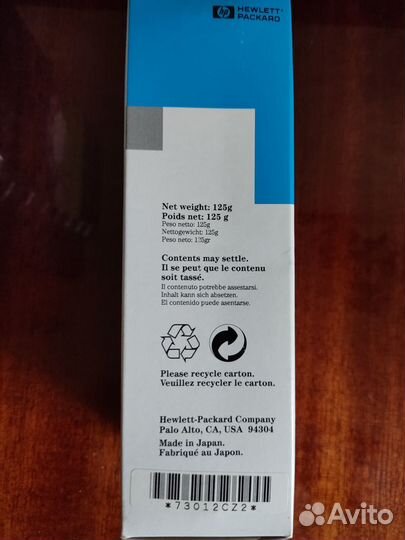 hp HEWLETT®
PACKARD
Net weight: 125g
Poids net: 125 g
Peso netto: 125g
Nettogewicht: 125g
Peso neto: 125gr
Contents may settle.
Il se peut que le contenu
soit tassé.
Il contenuto potrebbe assestarsi.
Inhalt kann sich absetzen.
El contenido puede asentarse.
Please recycle carton.
Veuillez recycler le carton.
Hewlett-Packard Company
Palo Alto, CA, USA 94304
Made in Japan.
Fabriqué au Japon.
*73012CZ2*
Avito